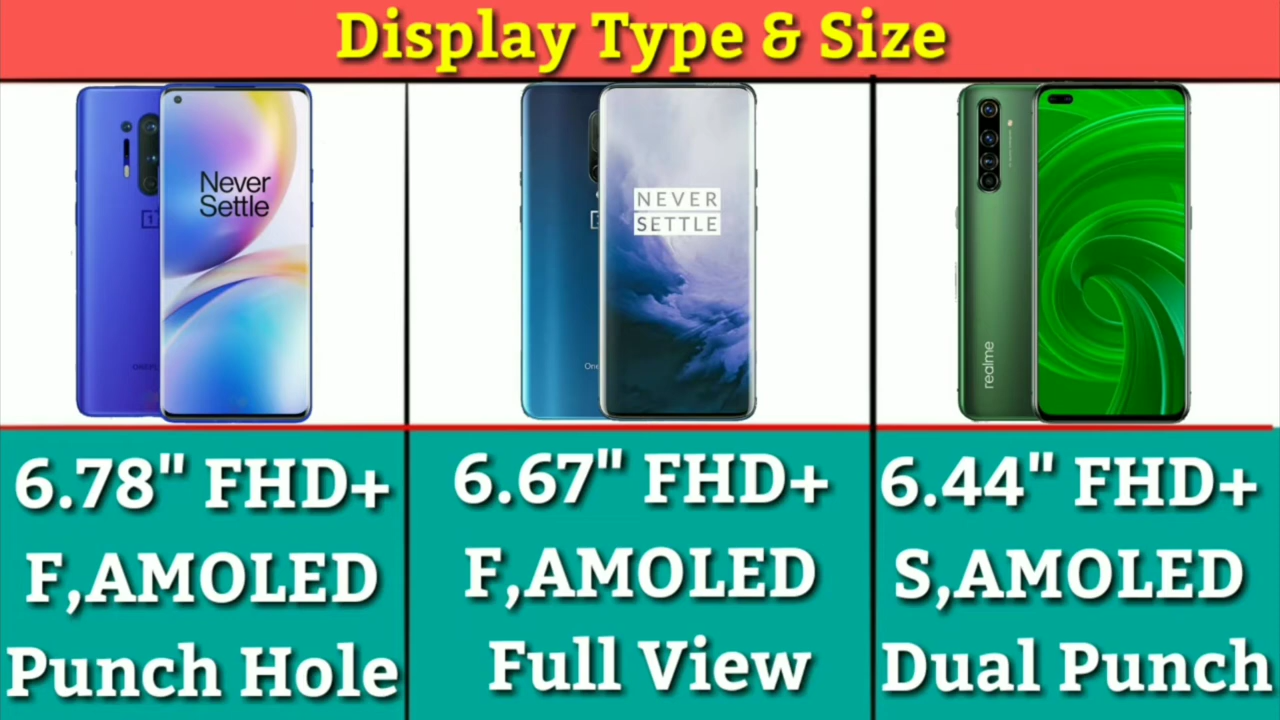 Display Type & Size
Never
Settle
NEVER
SETTLE
One
realme
6.78" FHD+
F,AMOLED
Punch Hole
6.67" FHD+
F,AMOLED
Full View
6.44" FHD+
S,AMOLED
Dual Punch